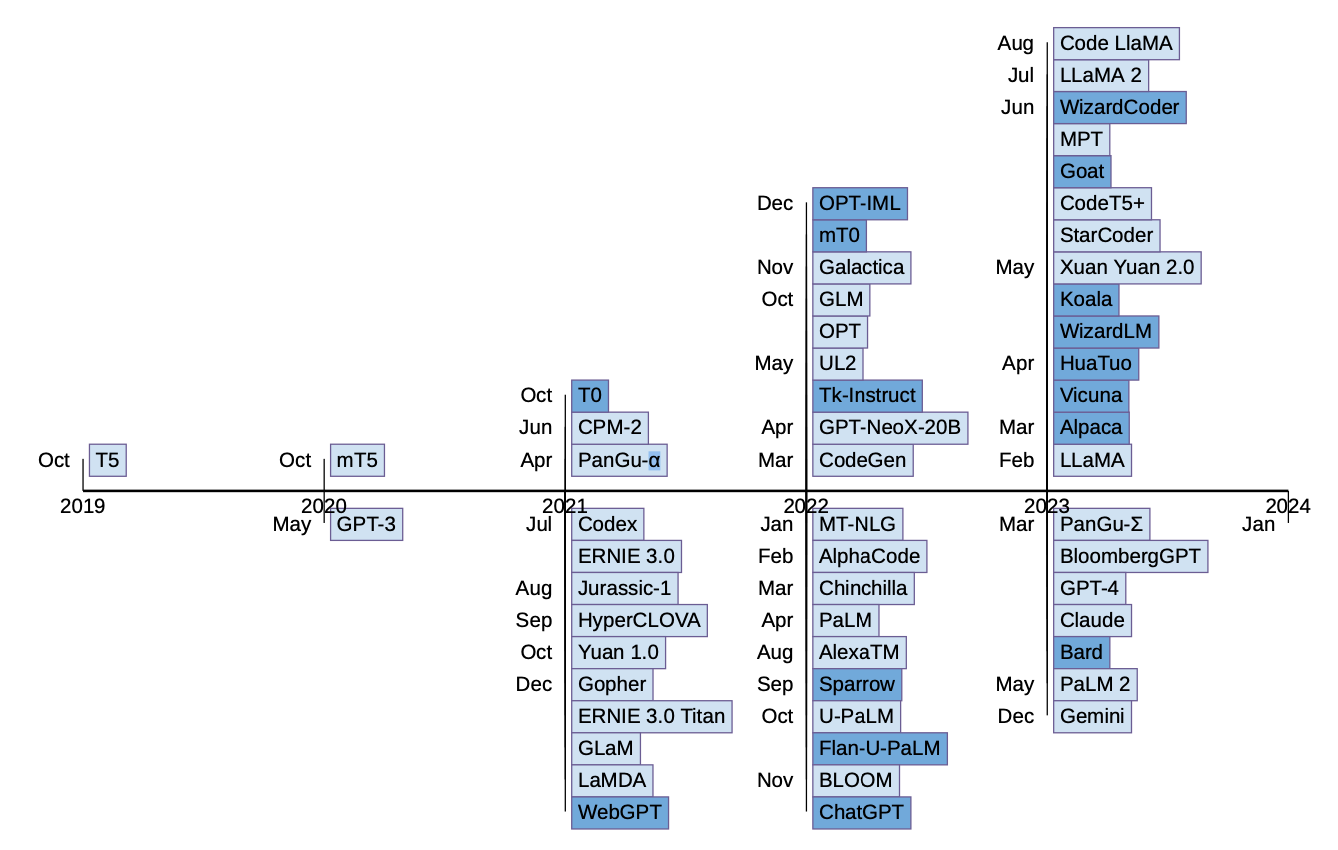 Aug Code LlaMA
Jul LLaMA 2
Jun WizardCoder
MPT
Goat
Dec OPT-IML CodeT5+
mT0 StarCoder
Nov Galactica May Xuan Yuan 2.0
Oct GLM Koala
OPT WizardLM
May UL2 Apr HuaTuo
Oct T0 Tk-Instruct Vicuna
Jun CPM-2 Apr GPT-NeoX-20B Mar Alpaca
Oct T5 Oct mT5 Apr PanGu-α Mar CodeGen Feb LLaMA
2019 2020 2021 2022 2023 2024
May GPT-3 Jul Codex Jan MT-NLG Mar PanGu-Σ Jan
ERNIE 3.0 Feb AlphaCode BloombergGPT
Aug Jurassic-1 Mar Chinchilla GPT-4
Sep HyperCLOVA Apr PaLM Claude
Oct Yuan 1.0 Aug AlexaTM Bard
Dec Gopher Sep Sparrow May PaLM 2
ERNIE 3.0 Titan Oct U-PaLM Dec Gemini
GLaM Flan-U-PaLM
LaMDA Nov BLOOM
WebGPT ChatGPT